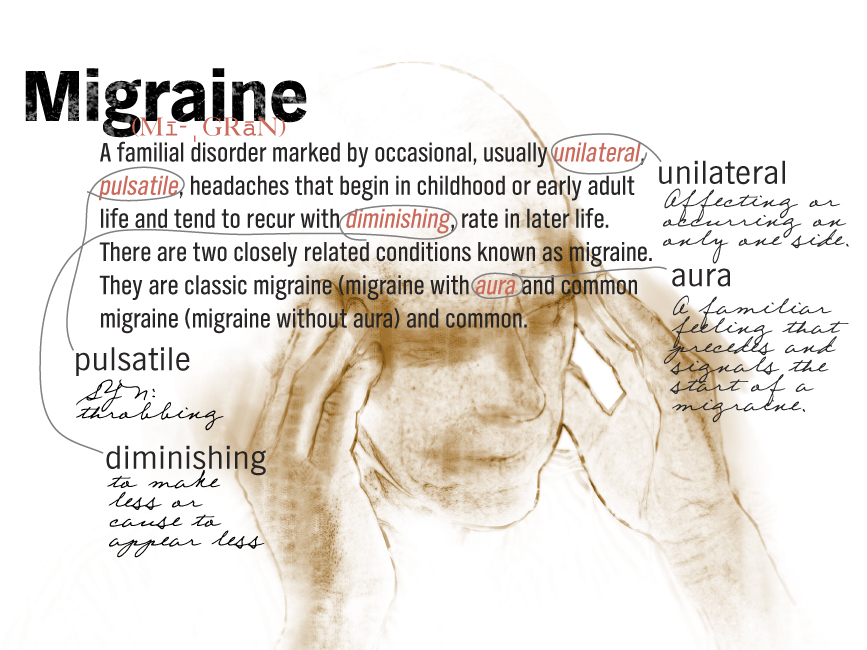 Migraine
(Mī-ˌGRāN)
A familial disorder marked by occasional, usually unilateral,
pulsatile, headaches that begin in childhood or early adult
life and tend to recur with diminishing, rate in later life.
There are two closely related conditions known as migraine.
They are classic migraine (migraine with aura and common
migraine (migraine without aura) and common.
unilateral
Affecting or
occurring on
only one side.
aura
A familiar
feeling that
precedes and
signals the
start of a
migraine.
pulsatile
syn:
throbbing
diminishing
to make
less or
cause to
appear less